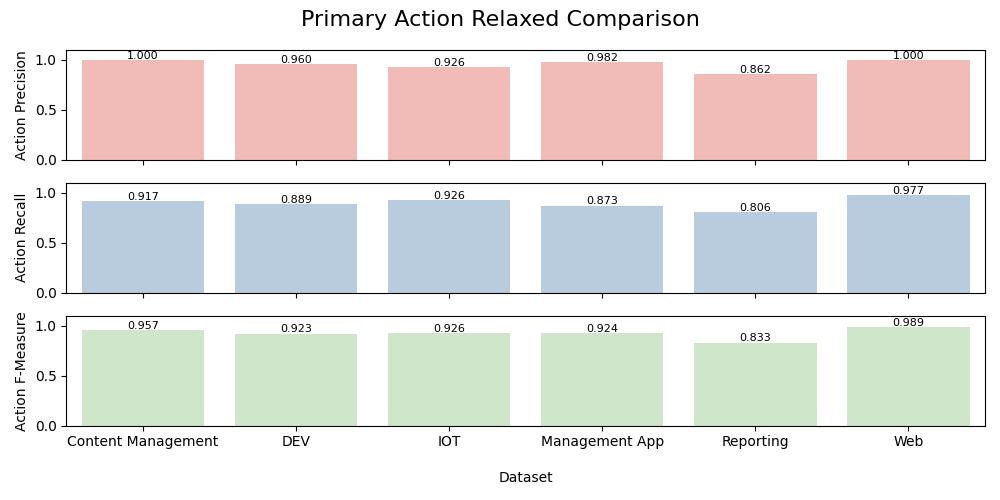 Primary Action Relaxed Comparison
Action Precision
1.0
0.5
0.0
1.000
0.960
0.926
0.982
0.862
1.000
Action Recall
1.0
0.5
0.0
0.917
0.889
0.926
0.873
0.806
0.977
Action F-Measure
1.0
0.5
0.0
0.957
0.923
0.926
0.924
0.833
0.989
Content Management
DEV
IOT
Management App
Reporting
Web
Dataset